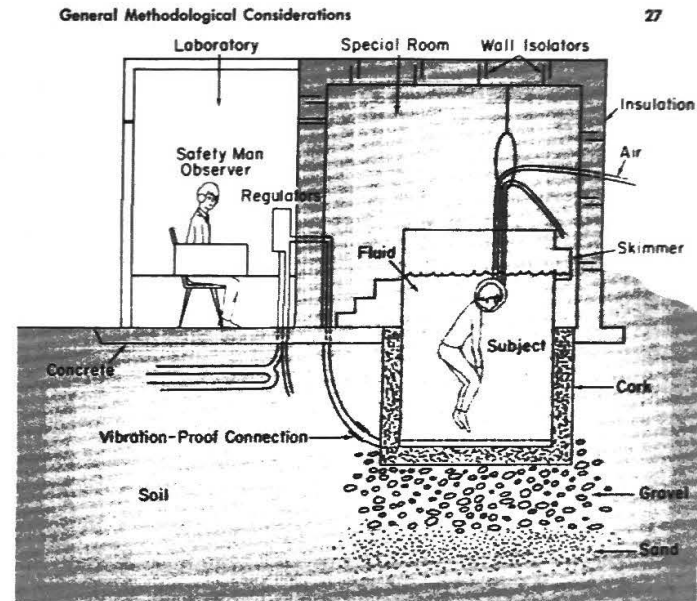 General Methodological Considerations 27
Laboratory
Special Room
Wall Isolators
Insulation
Air
Safety Man
Observer
Regulators
Fluid
Skimmer
Subject
Concrete
Cork
Vibration-Proof Connection
Soil
Gravel
Sand